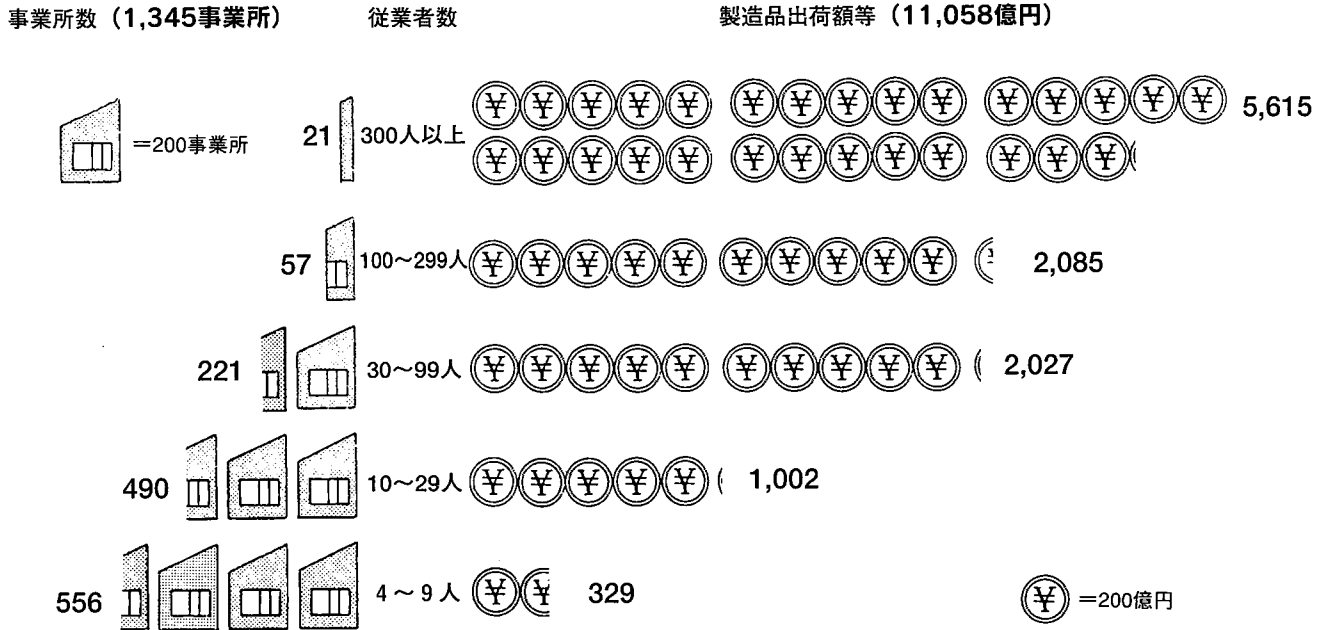 事業所数（1,345事業所） 従業者数 製造品出荷額等（11,058億円）
=200事業所 21 300人以上 5,615
57 100～299人 2,085
221 30～99人 2,027
490 10～29人 1,002
556 4～9人 329
¥ =200億円